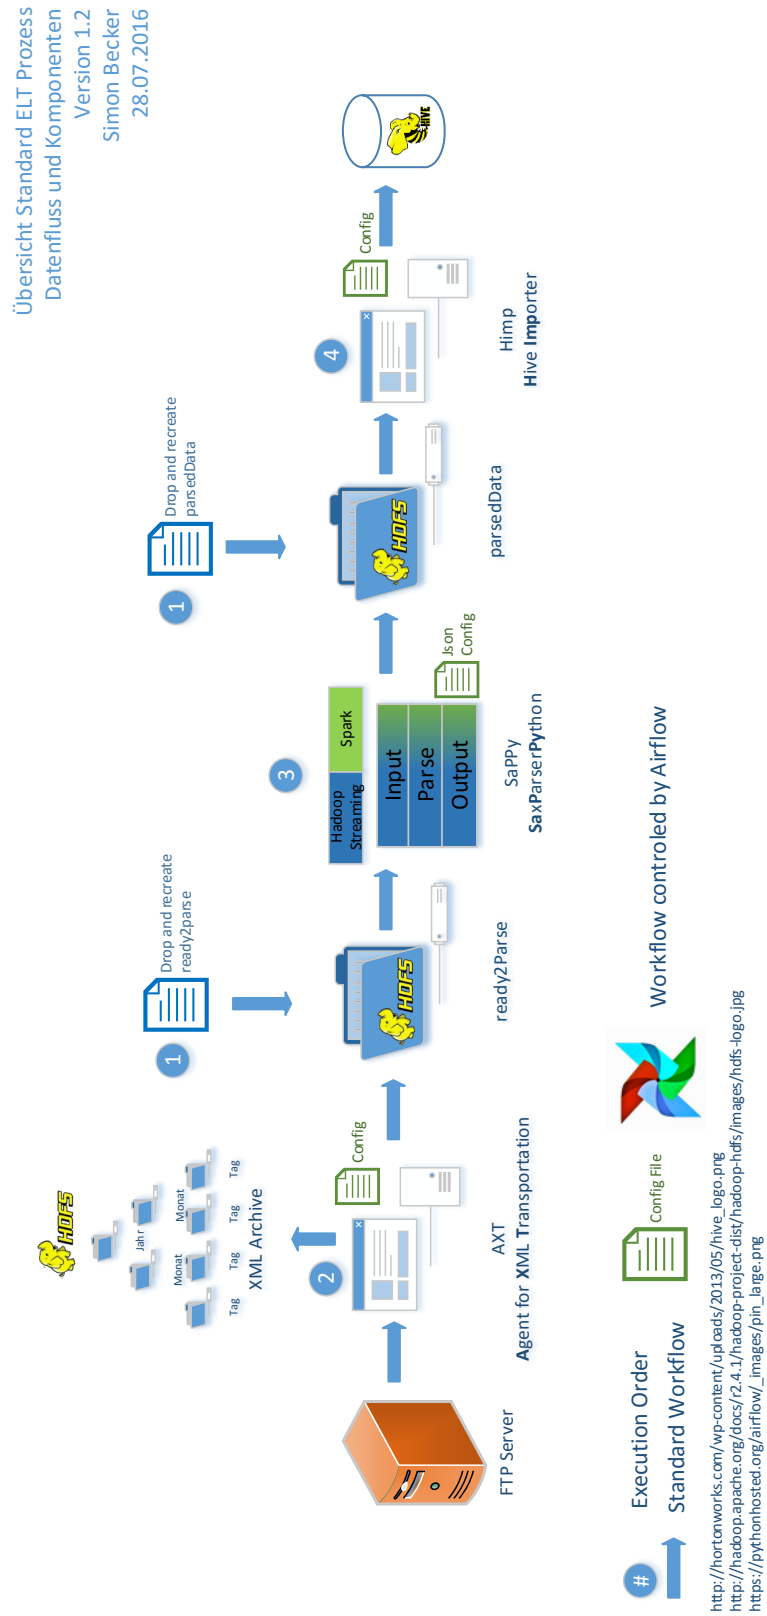 Übersicht Standard ELT Prozess
Datenfluss und Komponenten
Version 1.2
Simon Becker
28.07.2016
HDFS
Jahr
Monat
Monat
Tag
Tag
Tag
Tag
XML Archive
1
Drop and recreate
ready2parse
1
Drop and recreate
parsedData
FTP Server
2
Config
AXT
Agent for XML Transportation
HDFS
ready2Parse
3
Hadoop
Streaming
Spark
Input
Parse
Output
Json
Config
SaPPy
SaxParserPython
HDFS
parsedData
4
Config
Himp
Hive Importer
HIVE
#
Execution Order
Standard Workflow
Config File
Workflow controled by Airflow
http://hortonworks.com/wp-content/uploads/2013/05/hive_logo.png
http://hadoop.apache.org/docs/r2.4.1/hadoop-project-dist/hadoop-hdfs/images/hdfs-logo.jpg
https://pythonhosted.org/airflow/_images/pin_large.png